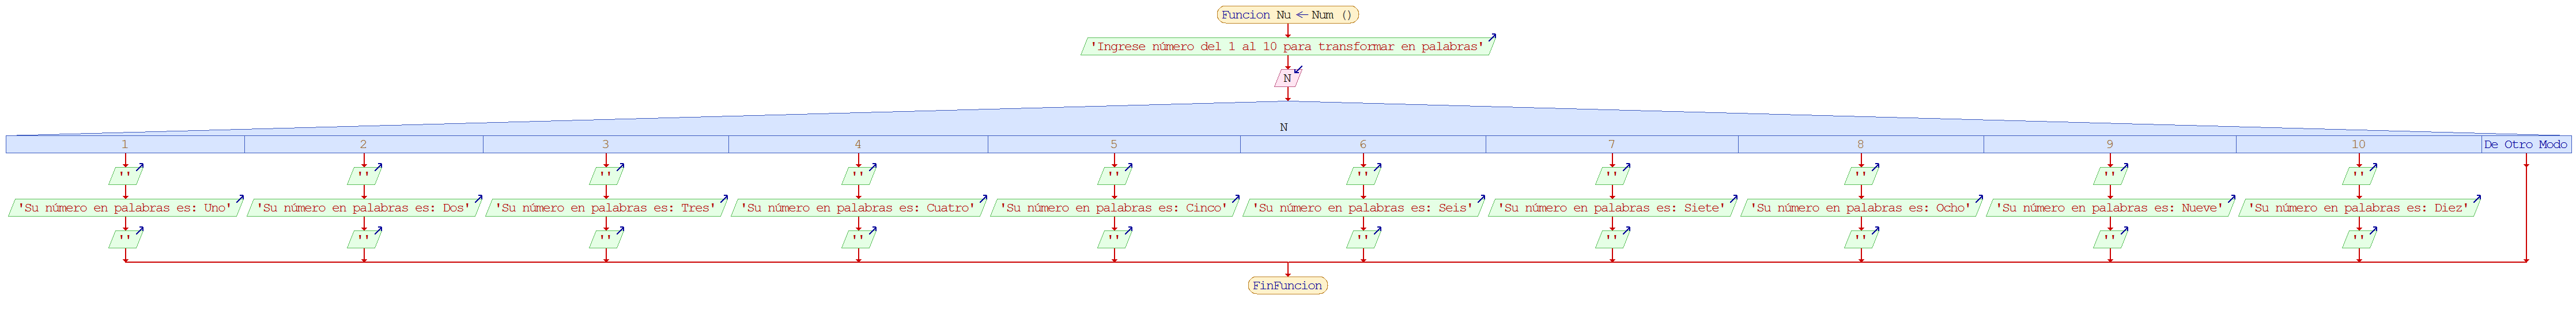 Funcion Nu ← Num ()
'Ingrese número del 1 al 10 para transformar en palabras'
N
N
1 2 3 4 5 6 7 8 9 10 De Otro Modo
'' '' '' '' '' '' '' '' '' ''
'Su número en palabras es: Uno' 'Su número en palabras es: Dos' 'Su número en palabras es: Tres' 'Su número en palabras es: Cuatro' 'Su número en palabras es: Cinco' 'Su número en palabras es: Seis' 'Su número en palabras es: Siete' 'Su número en palabras es: Ocho' 'Su número en palabras es: Nueve' 'Su número en palabras es: Diez'
'' '' '' '' '' '' '' '' '' ''
FinFuncion